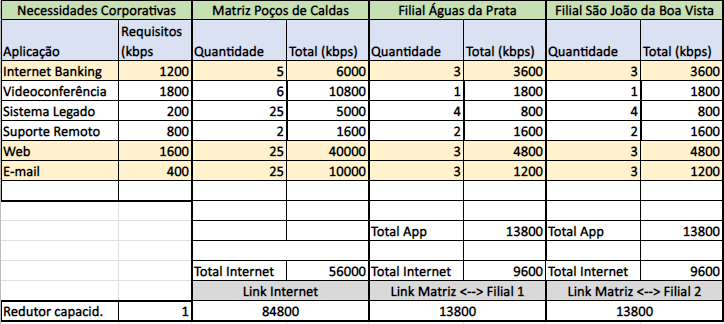 Necessidades Corporativas Matriz Poços de Caldas Filial Águas da Prata Filial São João da Boa Vista
Aplicação Requisitos (kbps Quantidade Total (kbps) Quantidade Total (kbps) Quantidade Total (kbps)
Internet Banking 1200 5 6000 3 3600 3 3600
Videoconferência 1800 6 10800 1 1800 1 1800
Sistema Legado 200 25 5000 4 800 4 800
Suporte Remoto 800 2 1600 2 1600 2 1600
Web 1600 25 40000 3 4800 3 4800
E-mail 400 25 10000 3 1200 3 1200
Total App 13800 Total App 13800
Total Internet 56000 Total Internet 9600 Total Internet 9600
Link Internet Link Matriz <--> Filial 1 Link Matriz <--> Filial 2
Redutor capacid. 1 84800 13800 13800